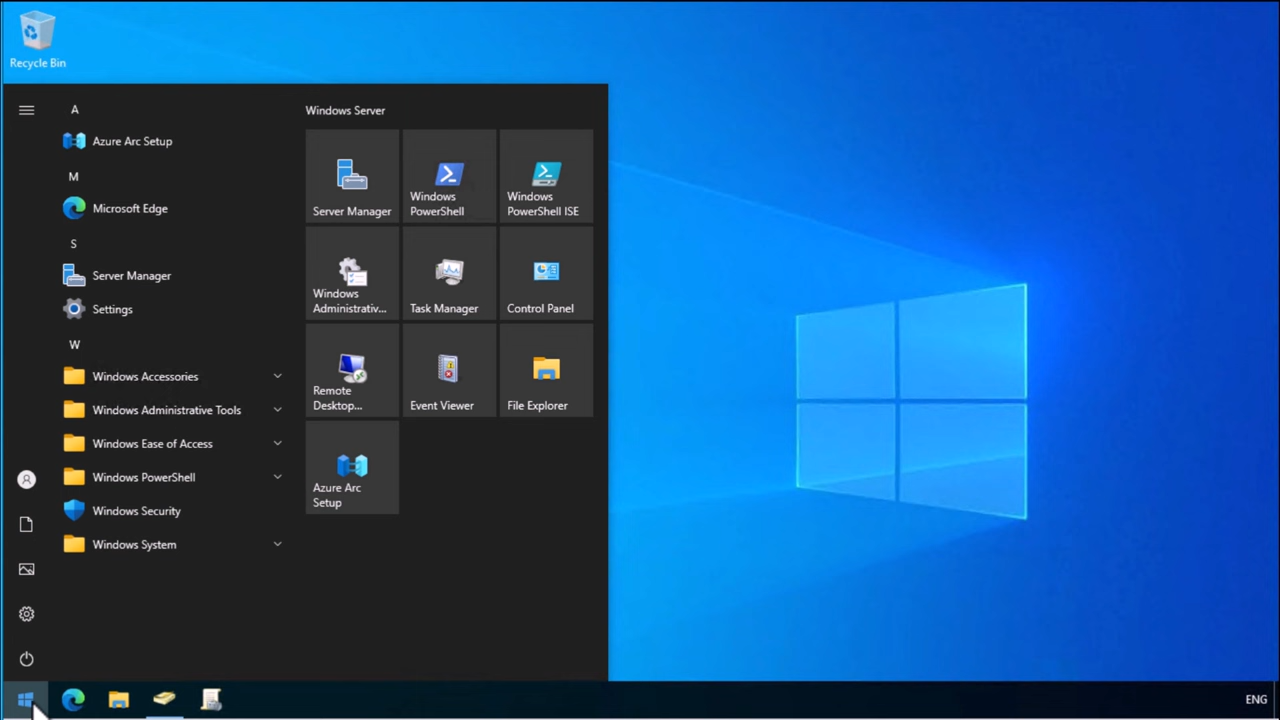 Recycle Bin
A
Azure Arc Setup
M
Microsoft Edge
S
Server Manager
Settings
W
Windows Accessories
Windows Administrative Tools
Windows Ease of Access
Windows PowerShell
Windows Security
Windows System
Windows Server
Server Manager
Windows
PowerShell
Windows
PowerShell ISE
Windows
Administrativ...
Task Manager
Control Panel
Remote
Desktop...
Event Viewer
File Explorer
Azure Arc
Setup
ENG